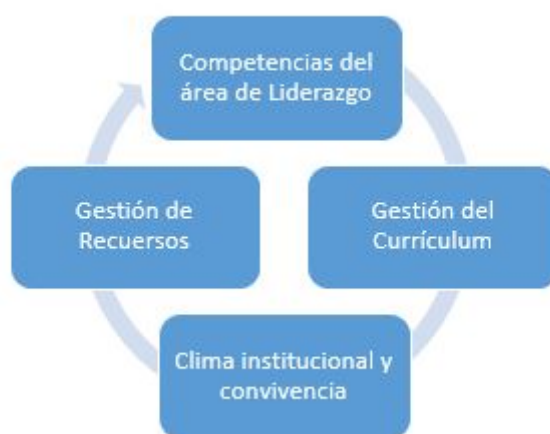 Competencias del
área de Liderazgo
Gestión de
Recuersos
Gestión del
Currículum
Clima institucional y
convivencia